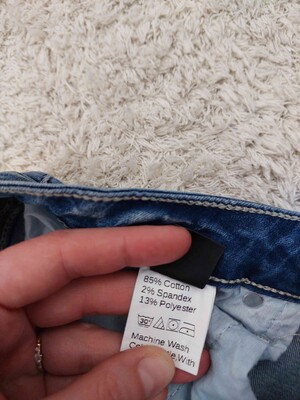 85% Cotton
2% Spandex
13% Polyester
30
Machine Wash
With